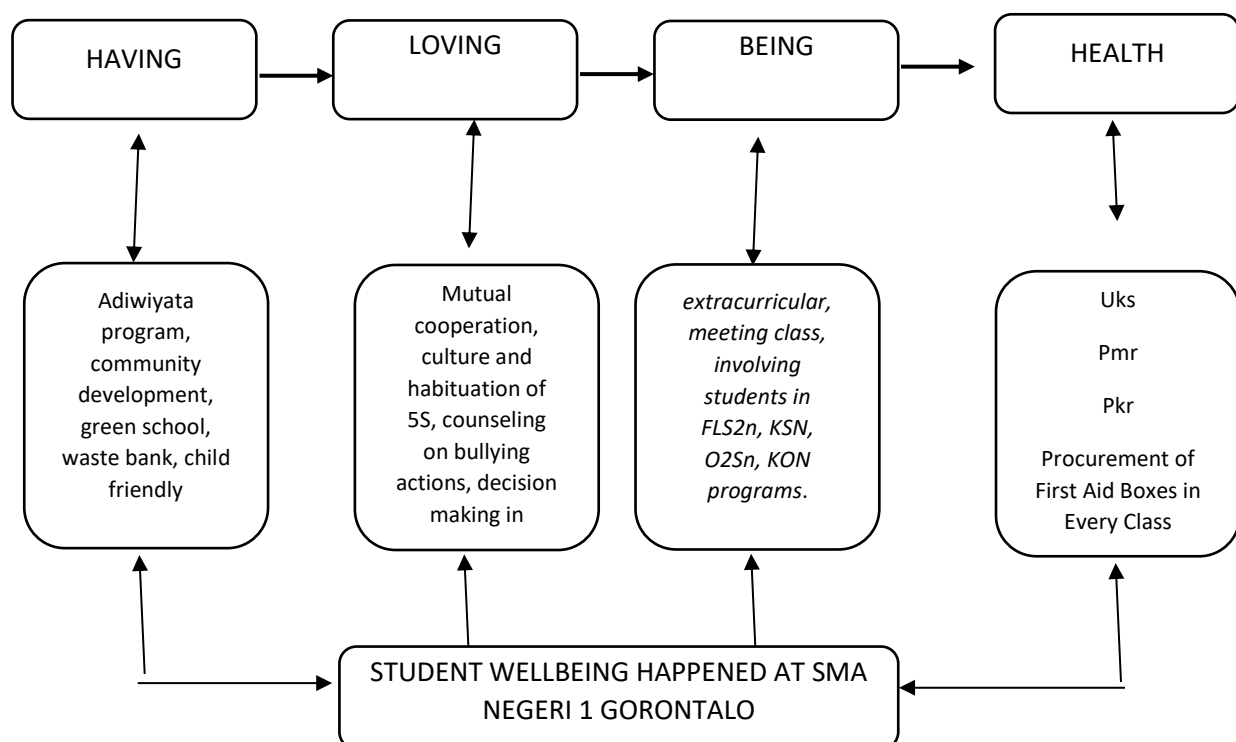 HAVING
LOVING
BEING
HEALTH
Adiwiyata
program,
community
development,
green school,
waste bank, child
friendly
Mutual
cooperation,
culture and
habituation of
5S, counseling
on bullying
actions, decision
making in
extracurricular,
meeting class,
involving
students in
FLS2n, KSN,
O2Sn, KON
programs.
Uks
Pmr
Pkr
Procurement of
First Aid Boxes in
Every Class
STUDENT WELLBEING HAPPENED AT SMA
NEGERI 1 GORONTALO